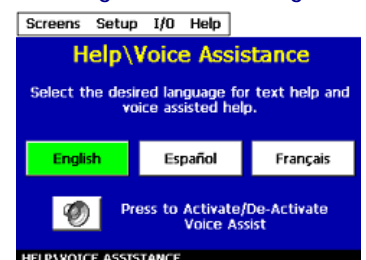 Screens Setup I/O Help
Help\Voice Assistance
Select the desired language for text help and
voice assisted help.
English Español Français
Press to Activate/De-Activate
Voice Assist
HELP\VOICE ASSISTANCE